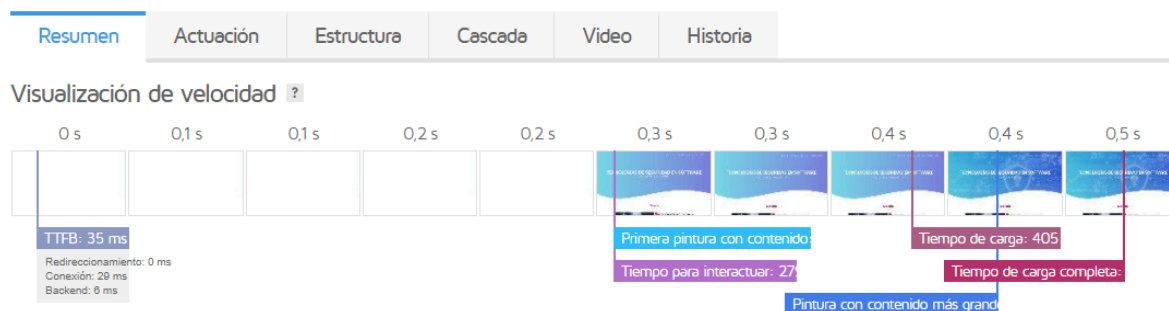 Resumen Actuación Estructura Cascada Video Historia
Visualización de velocidad ?
0 s 0,1 s 0,1 s 0,2 s 0,2 s 0,3 s 0,3 s 0,4 s 0,4 s 0,5 s
TTFB: 35 ms
Redireccionamiento: 0 ms
Conexión: 29 ms
Backend: 6 ms
Primera pintura con contenido:
Tiempo para interactuar: 279
Pintura con contenido más grande
Tiempo de carga: 405
Tiempo de carga completa: